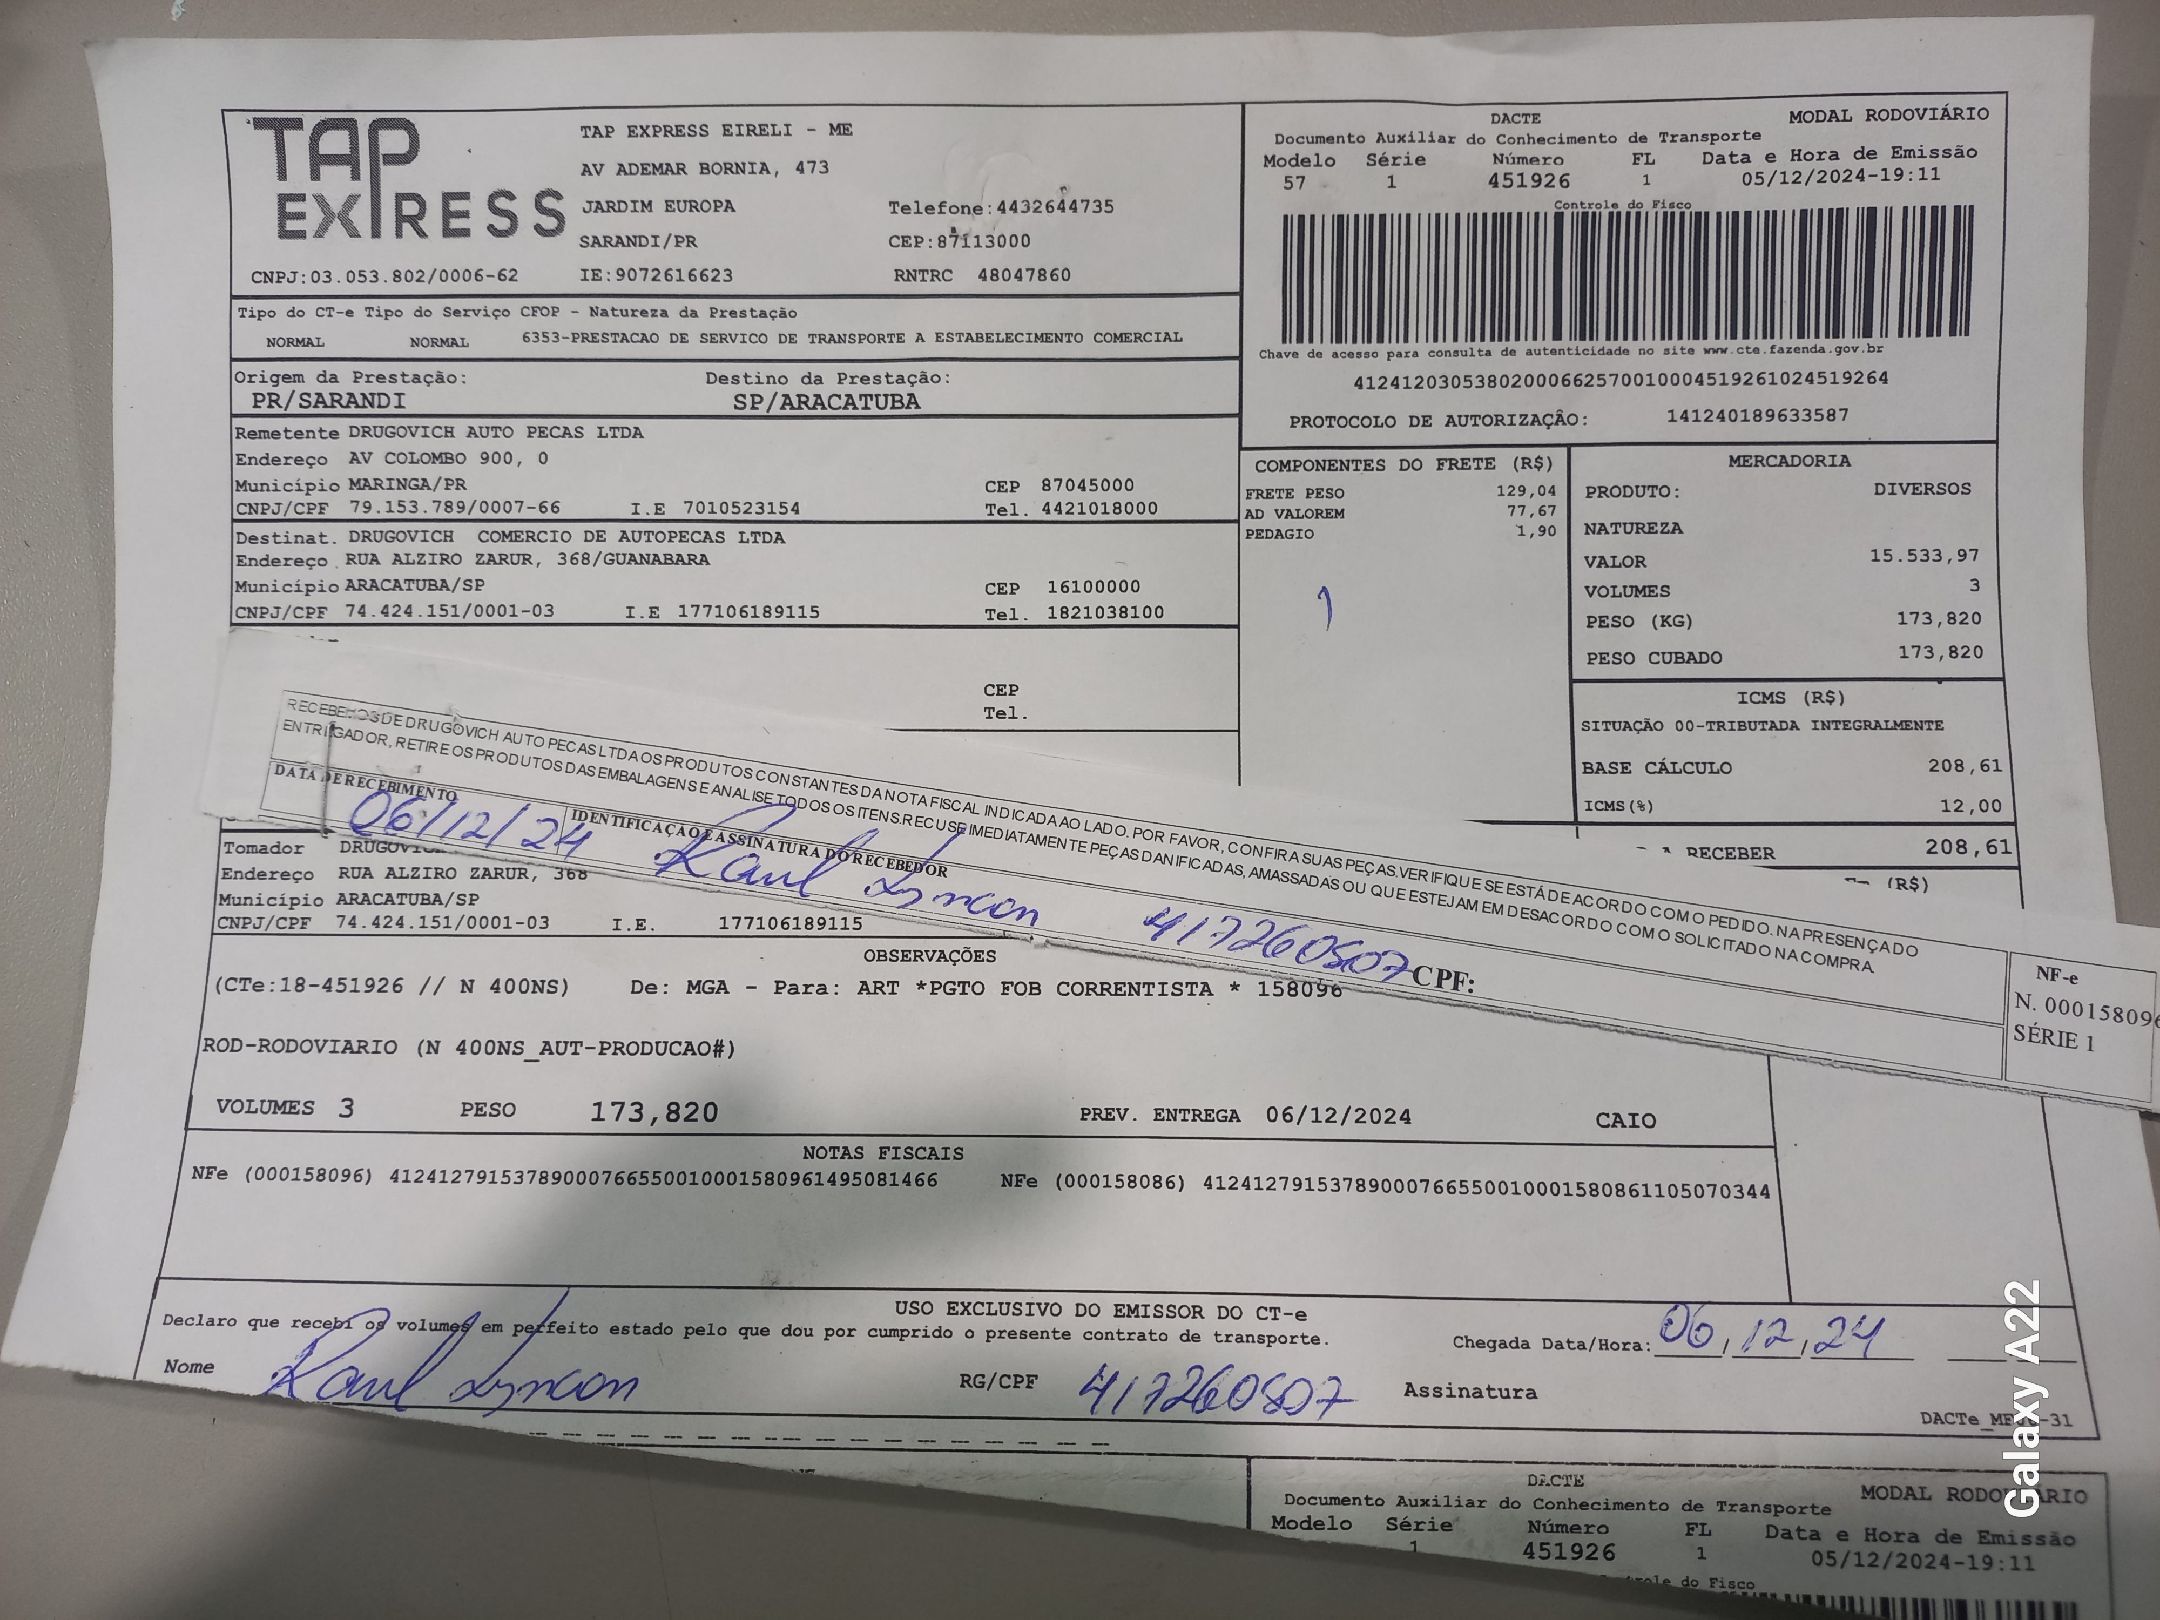 TAP
EXPRESS
TAP EXPRESS EIRELI - ME
AV ADEMAR BORNIA, 473
JARDIM EUROPA Telefone:4432644735
SARANDI/PR CEP:87113000
CNPJ:03.053.802/0006-62 IE:9072616623 RNTRC 48047860
DACTE MODAL RODOVIÁRIO
Documento Auxiliar do Conhecimento de Transporte
Modelo Série Número FL Data e Hora de Emissão
57 1 451926 1 05/12/2024-19:11
Controle do Fisco
Chave de acesso para consulta de autenticidade no site www.cte.fazenda.gov.br
41241203053802000662570010004519261024519264
PROTOCOLO DE AUTORIZAÇÃO: 141240189633587
Tipo do CT-e Tipo do Serviço CFOP - Natureza da Prestação
NORMAL NORMAL 6353-PRESTACAO DE SERVICO DE TRANSPORTE A ESTABELECIMENTO COMERCIAL
Origem da Prestação: Destino da Prestação:
PR/SARANDI SP/ARACATUBA
Remetente DRUGOVICH AUTO PECAS LTDA
Endereço AV COLOMBO 900, 0
Município MARINGA/PR CEP 87045000
CNPJ/CPF 79.153.789/0007-66 I.E 7010523154 Tel. 4421018000
Destinat. DRUGOVICH COMERCIO DE AUTOPECAS LTDA
Endereço RUA ALZIRO ZARUR, 368/GUANABARA
Município ARACATUBA/SP CEP 16100000
CNPJ/CPF 74.424.151/0001-03 I.E 177106189115 Tel. 1821038100
CEP
Tel.
COMPONENTES DO FRETE (R$)
FRETE PESO 129,04
AD VALOREM 77,67
PEDAGIO 1,90
1
MERCADORIA
PRODUTO: DIVERSOS
NATUREZA
VALOR 15.533,97
VOLUMES 3
PESO (KG) 173,820
PESO CUBADO 173,820
ICMS (R$)
SITUAÇÃO 00-TRIBUTADA INTEGRALMENTE
BASE CÁLCULO 208,61
ICMS(%) 12,00
A RECEBER 208,61
(R$)
RECEBEMOS DE DRUGOVICH AUTO PECAS LTDA OS PRODUTOS CONSTANTES DA NOTA FISCAL INDICADA AO LADO. POR FAVOR, CONFIRA SUAS PEÇAS. VERIFIQUE SE ESTÁ DE ACORDO COM O PEDIDO. NA PRESENÇA DO
ENTREGADOR, RETIRE OS PRODUTOS DAS EMBALAGENS E ANALISE TODOS OS ITENS. RECUSE IMEDIATAMENTE PEÇAS DANIFICADAS, AMASSADAS OU QUE ESTEJAM EM DESACORDO COM O SOLICITADO NA COMPRA
DATA DE RECEBIMENTO IDENTIFICAÇÃO E ASSINATURA DO RECEBEDOR
06/12/24 Raul Lyncon 417260807 CPF:
NF-e
N. 000158096
SÉRIE 1
Tomador
Endereço RUA ALZIRO ZARUR, 368
Município ARACATUBA/SP
CNPJ/CPF 74.424.151/0001-03 I.E. 177106189115
OBSERVAÇÕES
(CTe:18-451926 // N 400NS) De: MGA - Para: ART *PGTO FOB CORRENTISTA * 158096
ROD-RODOVIARIO (N 400NS_AUT-PRODUCAO#)
VOLUMES 3 PESO 173,820 PREV. ENTREGA 06/12/2024 CAIO
NOTAS FISCAIS
NFe (000158096) 41241279153789000766550010001580961495081466 NFe (000158086) 41241279153789000766550010001580861105070344
USO EXCLUSIVO DO EMISSOR DO CT-e
Declaro que recebi os volumes em perfeito estado pelo que dou por cumprido o presente contrato de transporte. Chegada Data/Hora: 06,12,24
Nome Raul Lyncon RG/CPF 417260807 Assinatura
DACTE MODAL RODOVIÁRIO
Documento Auxiliar do Conhecimento de Transporte
Modelo Série Número FL Data e Hora de Emissão
1 451926 1 05/12/2024-19:11
do Fisco
Galaxy A22